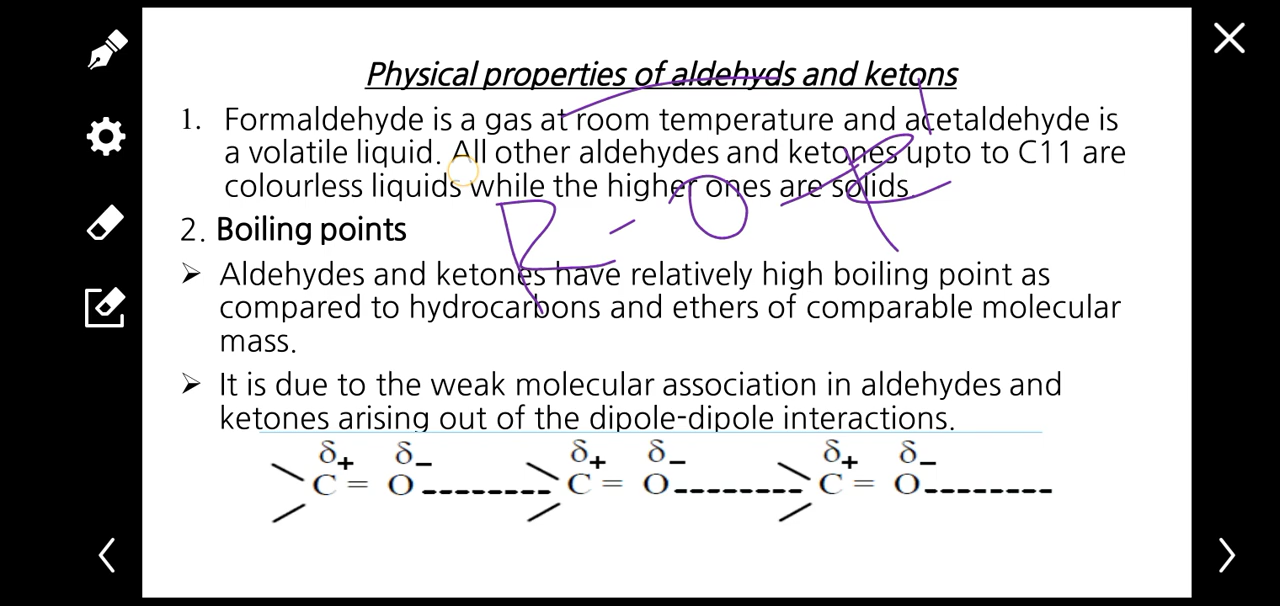 Physical properties of aldehyds and ketons
1. Formaldehyde is a gas at room temperature and acetaldehyde is
a volatile liquid. All other aldehydes and ketones upto to C11 are
colourless liquids while the higher ones are solids.
R - O - R'
2. Boiling points
➢ Aldehydes and ketones have relatively high boiling point as
compared to hydrocarbons and ethers of comparable molecular
mass.
➢ It is due to the weak molecular association in aldehydes and
ketones arising out of the dipole-dipole interactions.
δ+ δ− δ+ δ− δ+ δ−
C = O -------- C = O -------- C = O --------